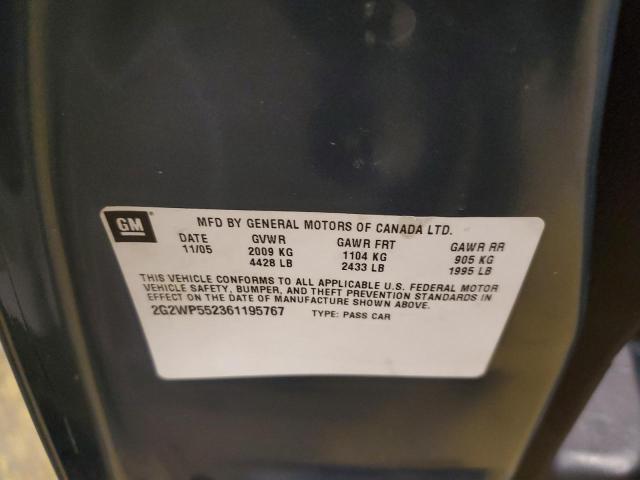 GM
MFD BY GENERAL MOTORS OF CANADA LTD.
DATE GVWR GAWR FRT GAWR RR
11/05 2009 KG 1104 KG 905 KG
4428 LB 2433 LB 1995 LB
THIS VEHICLE CONFORMS TO ALL APPLICABLE U.S. FEDERAL MOTOR
VEHICLE SAFETY, BUMPER, AND THEFT PREVENTION STANDARDS IN
EFFECT ON THE DATE OF MANUFACTURE SHOWN ABOVE.
2G2WP552361195767 TYPE: PASS CAR